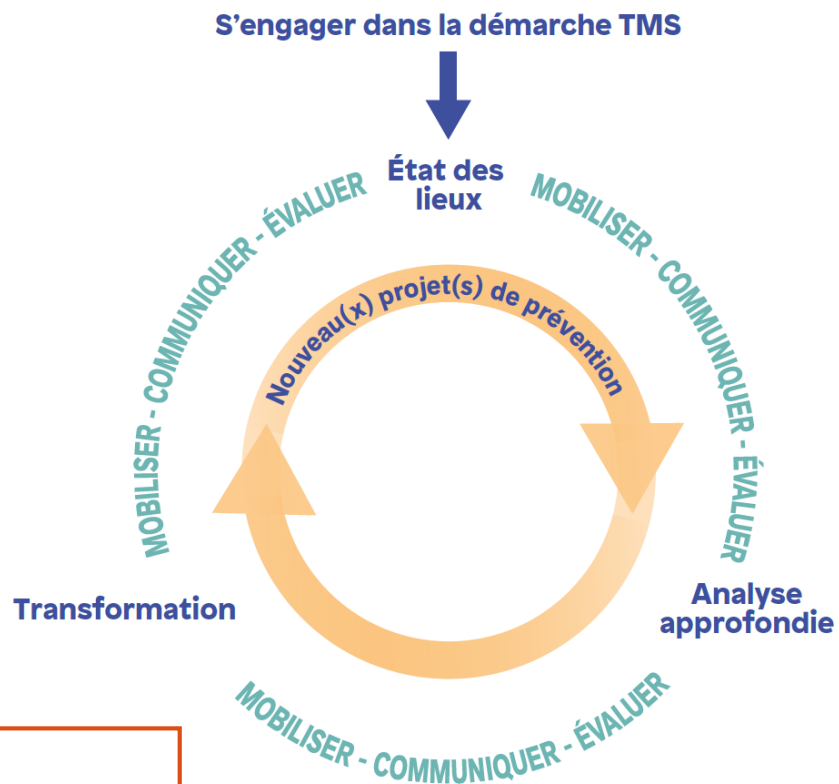 S'engager dans la démarche TMS
État des
lieux
MOBILISER - COMMUNIQUER - ÉVALUER
MOBILISER - COMMUNIQUER - ÉVALUER
Nouveau(x) projet(s) de prévention
Transformation
Analyse
approfondie
MOBILISER - COMMUNIQUER - ÉVALUER